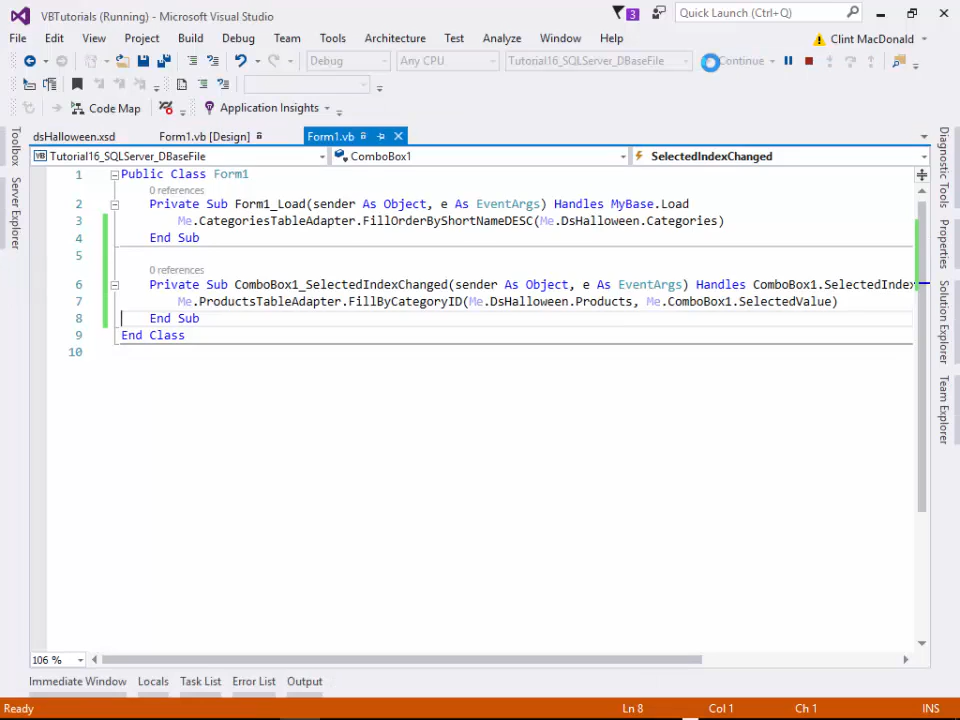 VBTutorials (Running) - Microsoft Visual Studio
3
Quick Launch (Ctrl+Q)
File Edit View Project Build Debug Team Tools Architecture Test Analyze Window Help
Clint MacDonald
Debug Any CPU Tutorial16_SQLServer_DBaseFile Continue
Code Map Application Insights
dsHalloween.xsd Form1.vb [Design] Form1.vb
Tutorial16_SQLServer_DBaseFile ComboBox1 SelectedIndexChanged
Toolbox
Server Explorer
1 Public Class Form1
0 references
2 Private Sub Form1_Load(sender As Object, e As EventArgs) Handles MyBase.Load
3 Me.CategoriesTableAdapter.FillOrderByShortNameDESC(Me.DsHalloween.Categories)
4 End Sub
5
0 references
6 Private Sub ComboBox1_SelectedIndexChanged(sender As Object, e As EventArgs) Handles ComboBox1.SelectedIndex
7 Me.ProductsTableAdapter.FillByCategoryID(Me.DsHalloween.Products, Me.ComboBox1.SelectedValue)
8 End Sub
9 End Class
10
Diagnostic Tools
Properties
Solution Explorer
Team Explorer
106 %
Immediate Window Locals Task List Error List Output
Ready Ln 8 Col 1 Ch 1 INS